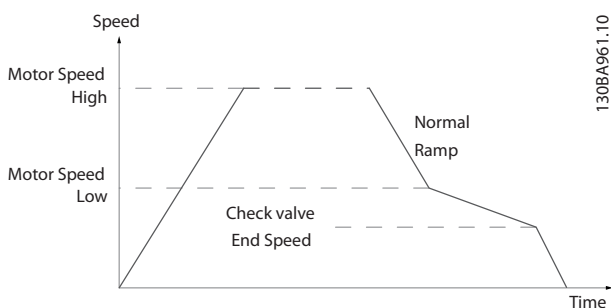 Speed
130BA961.10
Motor Speed
High
Normal
Ramp
Motor Speed
Low
Check valve
End Speed
Time